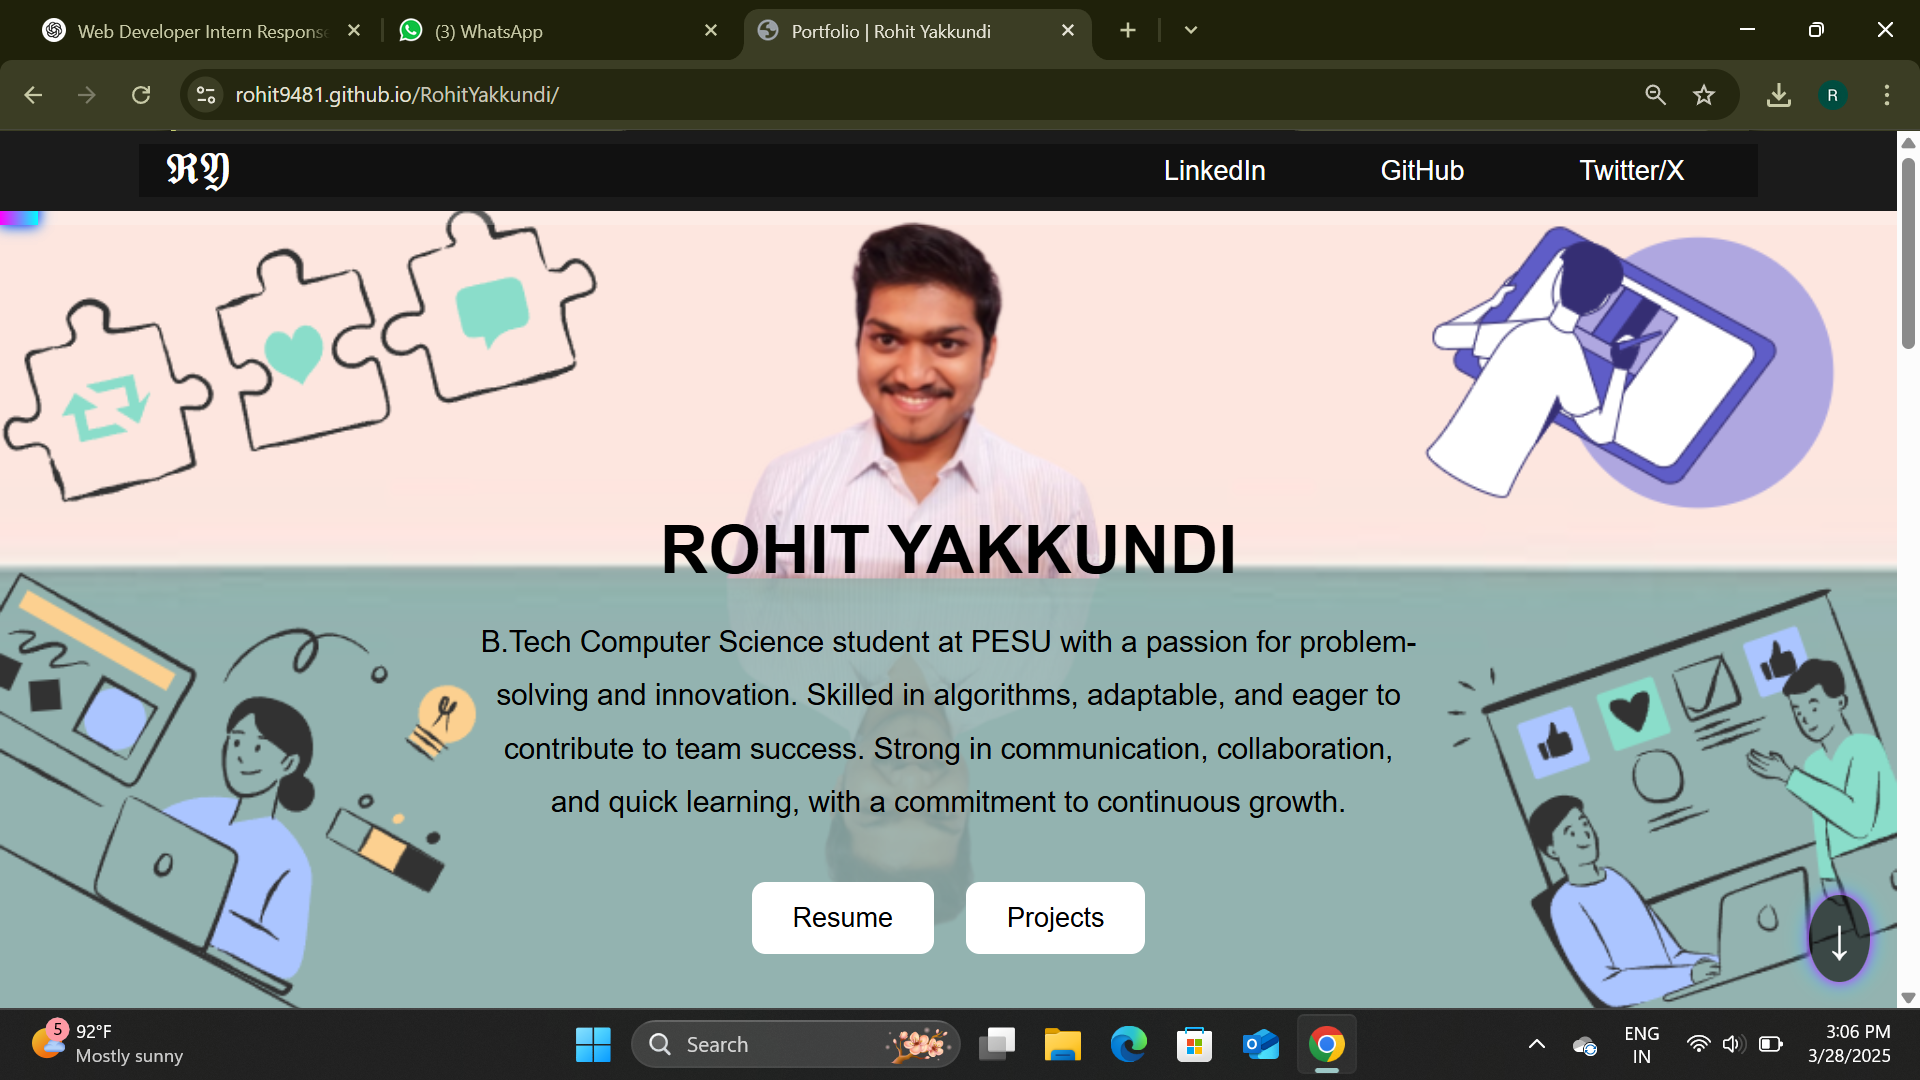 Web Developer Intern Response
(3) WhatsApp
Portfolio | Rohit Yakkundi
rohit9481.github.io/RohitYakkundi/
R
ℜ𝔜
LinkedIn
GitHub
Twitter/X
ROHIT YAKKUNDI
B.Tech Computer Science student at PESU with a passion for problem-
solving and innovation. Skilled in algorithms, adaptable, and eager to
contribute to team success. Strong in communication, collaboration,
and quick learning, with a commitment to continuous growth.
Resume
Projects
5
92°F
Mostly sunny
Search
ENG
IN
3:06 PM
3/28/2025